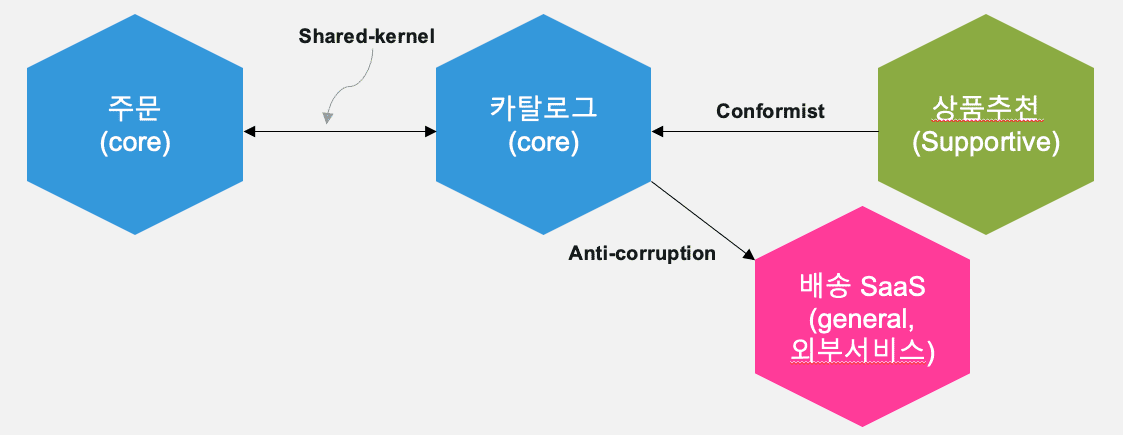 Shared-kernel
주문
(core)
카탈로그
(core)
Conformist
상품추천
(Supportive)
Anti-corruption
배송 SaaS
(general,
외부서비스)